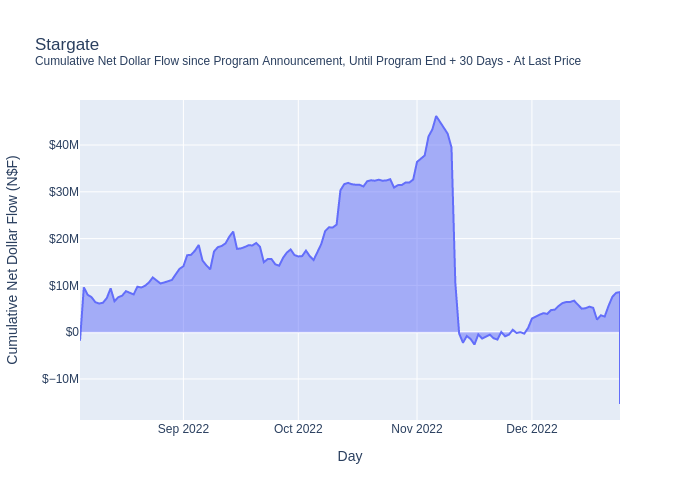 Stargate
Cumulative Net Dollar Flow since Program Announcement, Until Program End + 30 Days - At Last Price
Cumulative Net Dollar Flow (N$F)
$40M
$30M
$20M
$10M
$0
$−10M
Sep 2022
Oct 2022
Nov 2022
Dec 2022
Day